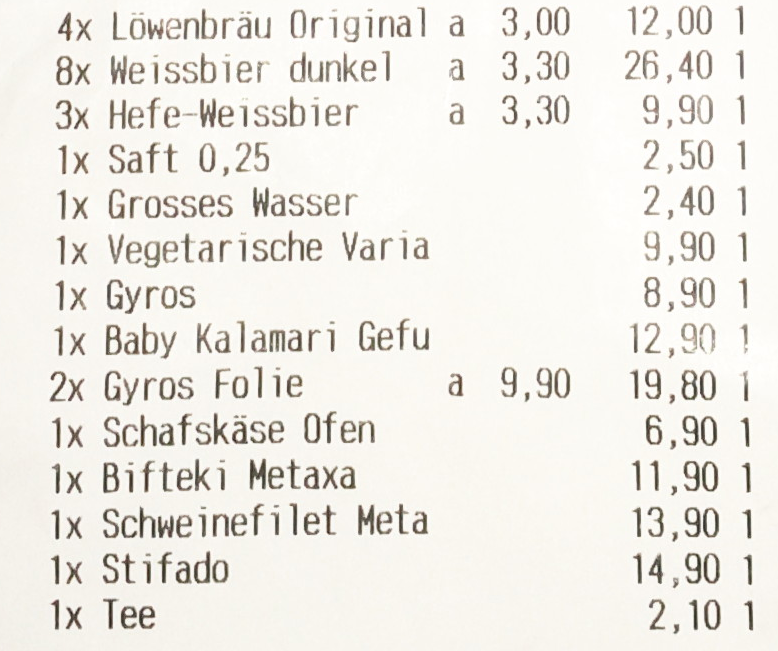 4x Löwenbräu Original a 3,00 12,00 1
8x Weissbier dunkel a 3,30 26,40 1
3x Hefe-Weissbier a 3,30 9,90 1
1x Saft 0,25 2,50 1
1x Grosses Wasser 2,40 1
1x Vegetarische Varia 9,90 1
1x Gyros 8,90 1
1x Baby Kalamari Gefu 12,90 1
2x Gyros Folie a 9,90 19,80 1
1x Schafskäse Ofen 6,90 1
1x Bifteki Metaxa 11,90 1
1x Schweinefilet Meta 13,90 1
1x Stifado 14,90 1
1x Tee 2,10 1